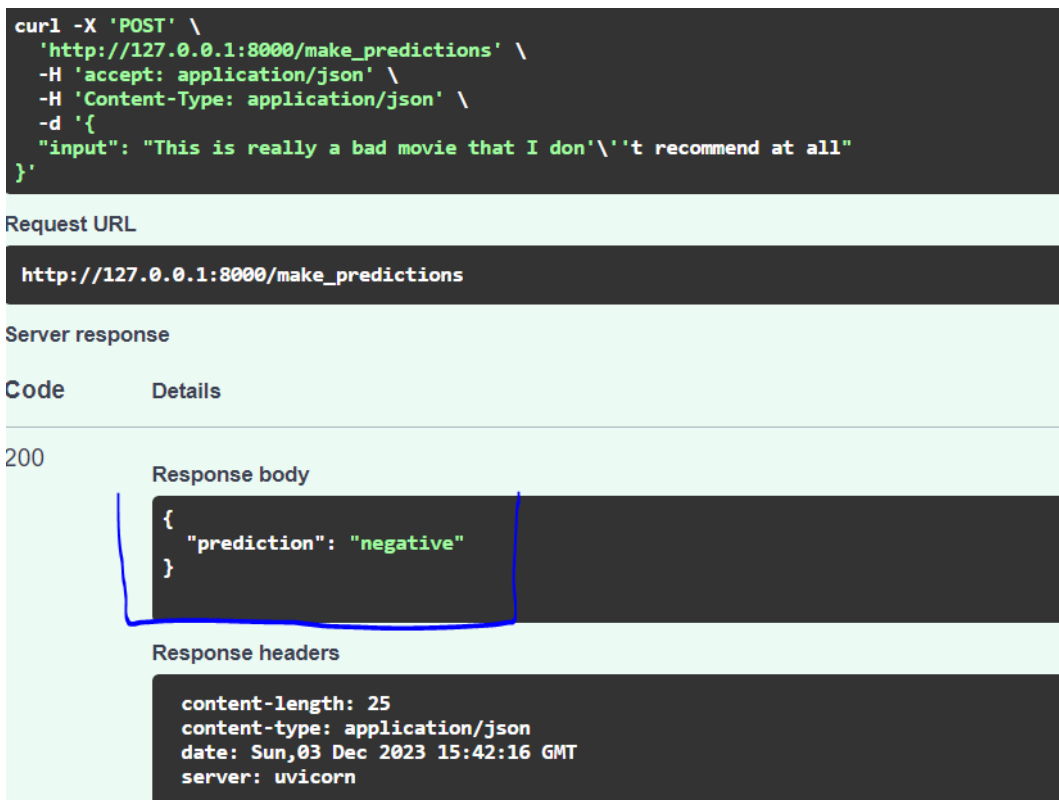 curl -X 'POST' \
  'http://127.0.0.1:8000/make_predictions' \
  -H 'accept: application/json' \
  -H 'Content-Type: application/json' \
  -d '{
  "input": "This is really a bad movie that I don'\''t recommend at all"
}'
Request URL
http://127.0.0.1:8000/make_predictions
Server response
Code Details
200
Response body
{
  "prediction": "negative"
}
Response headers
content-length: 25
content-type: application/json
date: Sun,03 Dec 2023 15:42:16 GMT
server: uvicorn